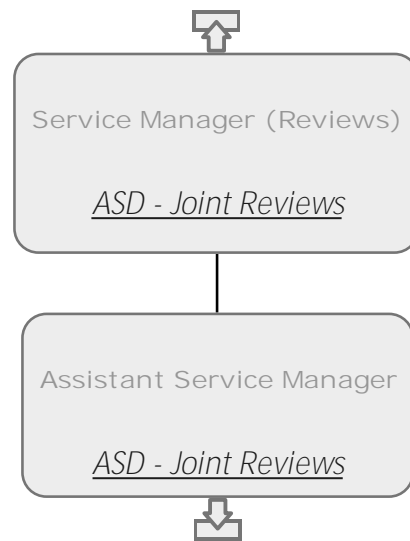 Service Manager (Reviews)
ASD - Joint Reviews
Assistant Service Manager
ASD - Joint Reviews